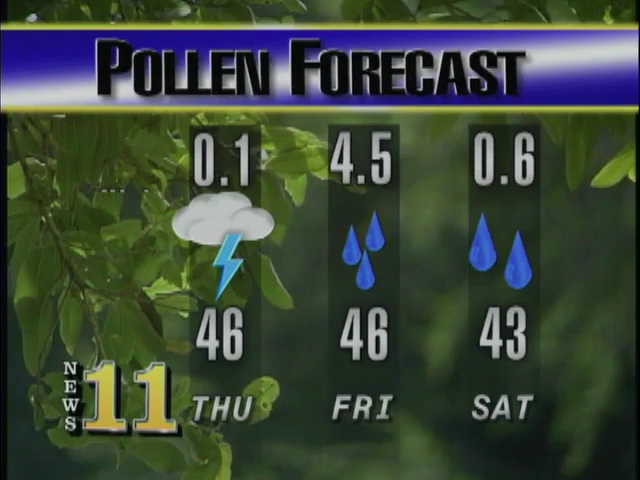 POLLEN FORECAST
0.1 4.5 0.6
46 46 43
NEWS 11
THU FRI SAT